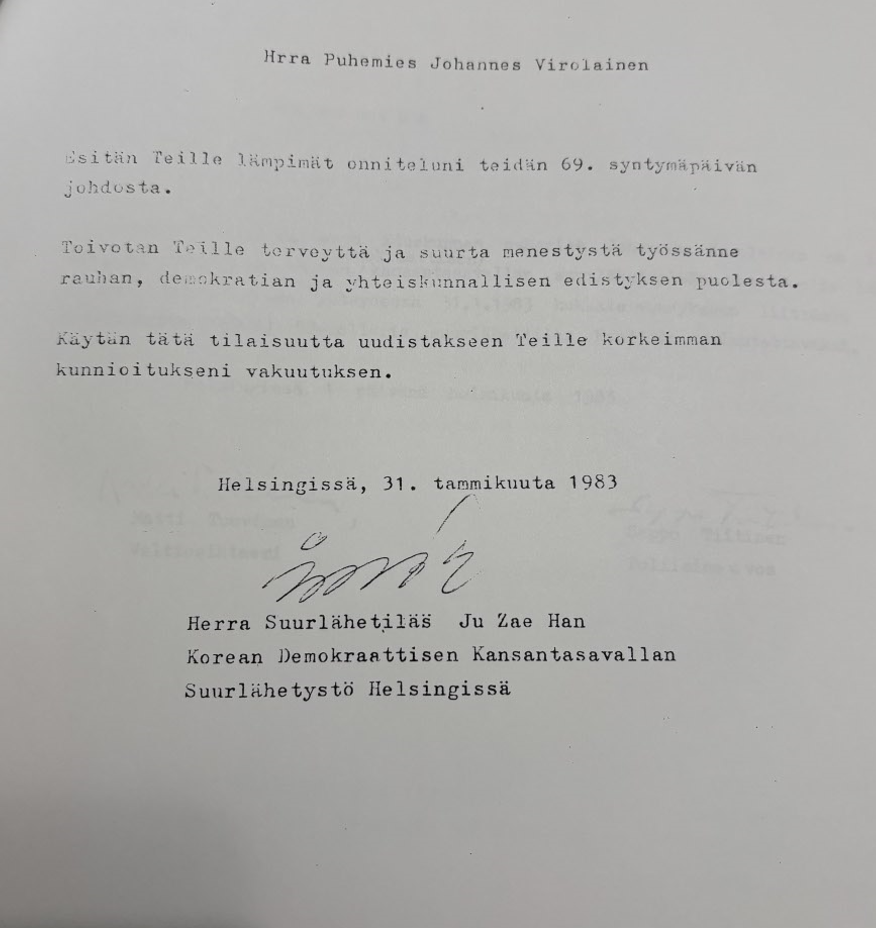 Hrra Puhemies Johannes Virolainen
Esitän Teille lämpimät onniteluni teidän 69. syntymäpäivän
johdosta.
Toivotan Teille terveyttä ja suurta menestystä työssänne
rauhan, demokratian ja yhteiskunnallisen edistyksen puolesta.
Käytän tätä tilaisuutta uudistakseen Teille korkeimman
kunnioitukseni vakuutuksen.
Helsingissä, 31. tammikuuta 1983
Herra Suurlähetiläs Ju Zae Han
Korean Demokraattisen Kansantasavallan
Suurlähetystö Helsingissä